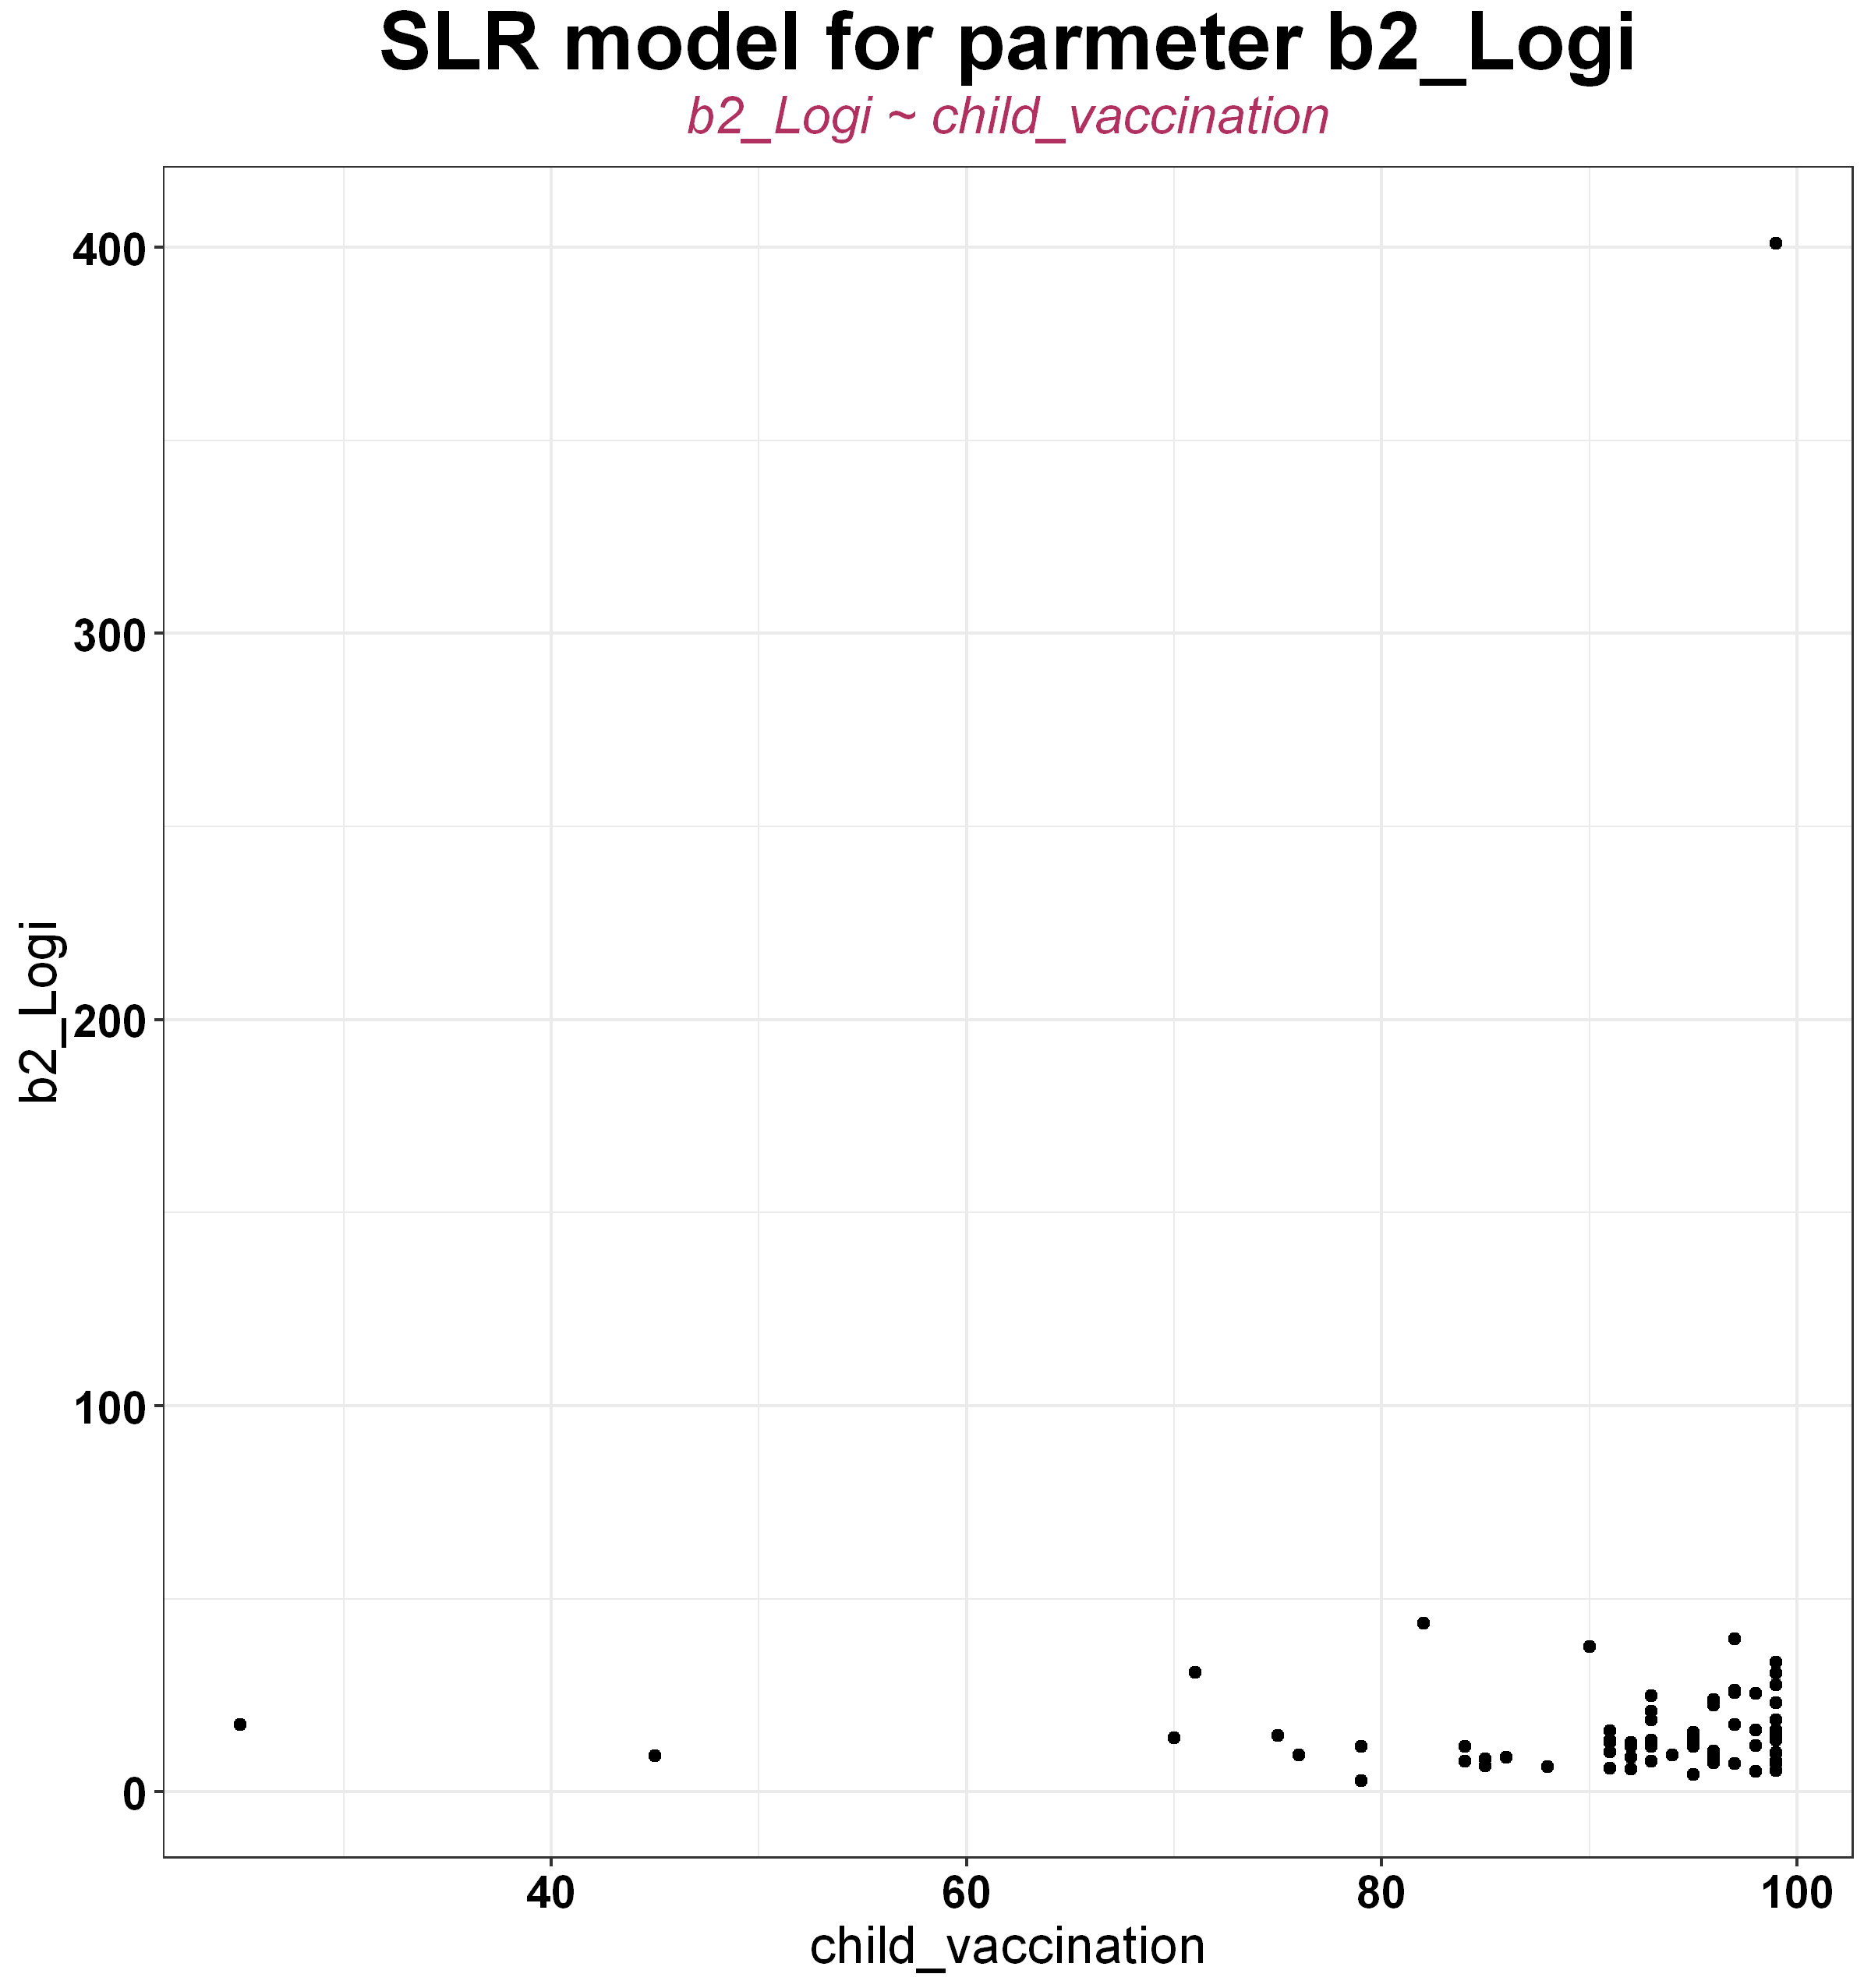 SLR model for parmeter b2_Logi
b2_Logi ~ child_vaccination
400
300
200
100
0
b2_Logi
40 60 80 100
child_vaccination